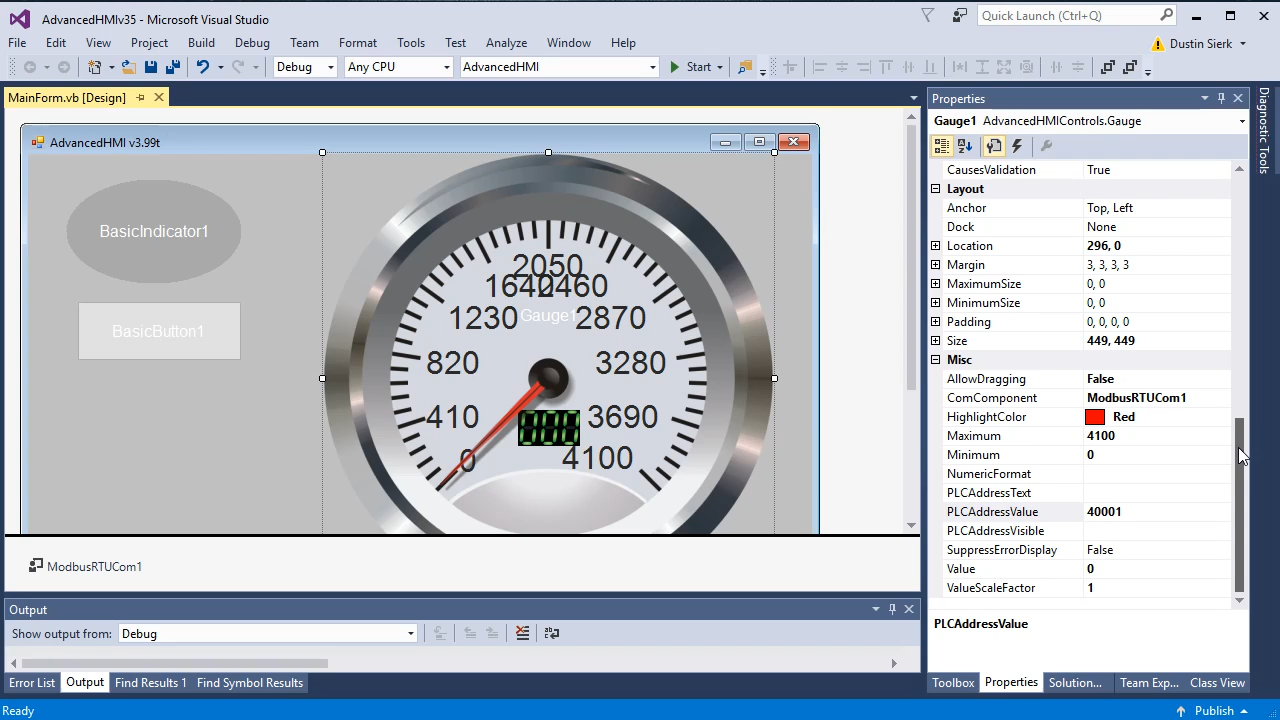 AdvancedHMIv35 - Microsoft Visual Studio
Quick Launch (Ctrl+Q)
File Edit View Project Build Debug Team Format Tools Test Analyze Window Help
Dustin Sierk
Debug Any CPU AdvancedHMI Start
MainForm.vb [Design]
AdvancedHMI v3.99t
BasicIndicator1
BasicButton1
2050
1640 2460
1230 Gauge1 2870
820 3280
410 3690
0 4100
000
ModbusRTUCom1
Output
Show output from: Debug
Error List Output Find Results 1 Find Symbol Results
Properties
Gauge1 AdvancedHMIControls.Gauge
CausesValidation True
Layout
Anchor Top, Left
Dock None
Location 296, 0
Margin 3, 3, 3, 3
MaximumSize 0, 0
MinimumSize 0, 0
Padding 0, 0, 0, 0
Size 449, 449
Misc
AllowDragging False
ComComponent ModbusRTUCom1
HighlightColor Red
Maximum 4100
Minimum 0
NumericFormat
PLCAddressText
PLCAddressValue 40001
PLCAddressVisible
SuppressErrorDisplay False
Value 0
ValueScaleFactor 1
PLCAddressValue
Toolbox Properties Solution... Team Exp... Class View
Diagnostic Tools
Ready
Publish